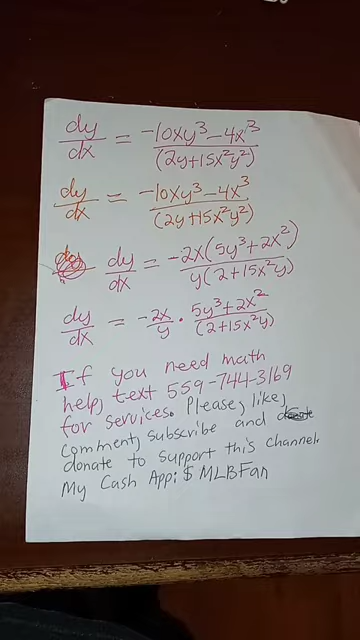 dy/dx = -10xy³-4x³/(2y+15x²y²)
dy/dx = -10xy³-4x³/(2y+15x²y²)
dy/dx = -2x(5y³+2x²)/y(2+15x²y)
dy/dx = -2x/y · 5y³+2x²/(2+15x²y)
If you need math
help, text 559-744-3169
for services. Please, like,
comment, subscribe and
donate to support this channel.
My Cash App: $MLBFan